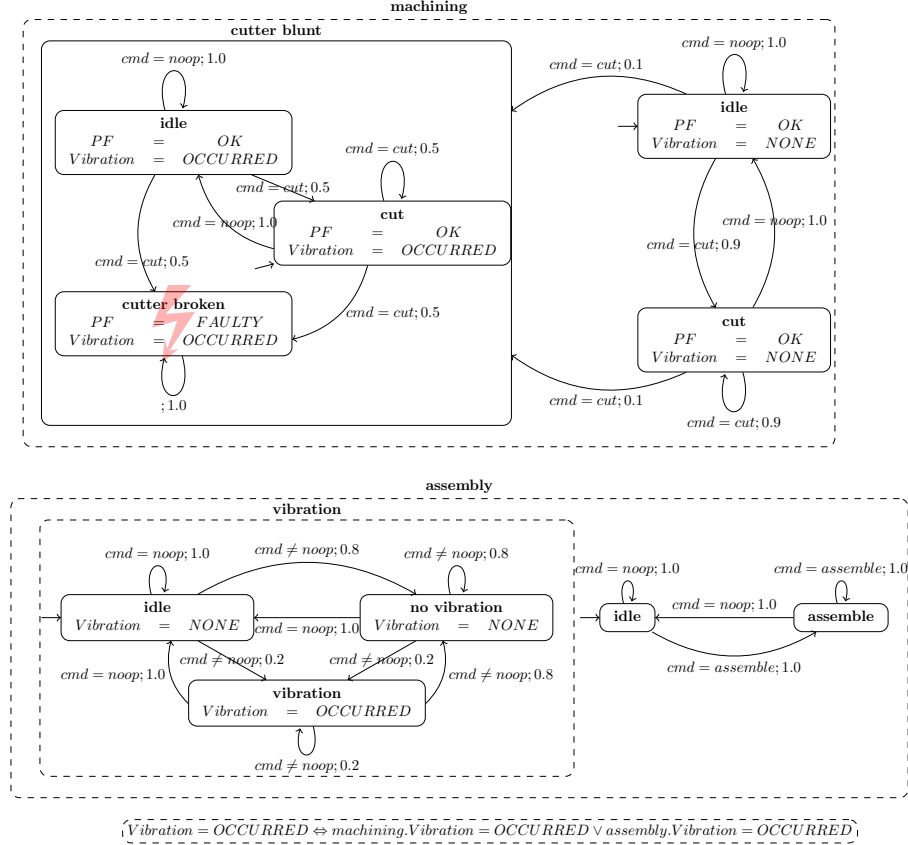 machining
cutter blunt
cmd = noop; 1.0
idle
PF = OK
Vibration = OCCURRED
cmd = cut; 0.5
cmd = cut; 0.5
cmd = noop; 1.0
cut
PF = OK
Vibration = OCCURRED
cmd = cut; 0.5
cutter broken
PF = FAULTY
Vibration = OCCURRED
cmd = cut; 0.5
; 1.0
cmd = cut; 0.1
cmd = noop; 1.0
idle
PF = OK
Vibration = NONE
cmd = noop; 1.0
cmd = cut; 0.9
cut
PF = OK
Vibration = NONE
cmd = cut; 0.1
cmd = cut; 0.9
assembly
vibration
cmd = noop; 1.0
cmd ≠ noop; 0.8
cmd ≠ noop; 0.8
idle
Vibration = NONE
no vibration
Vibration = NONE
cmd = noop; 1.0
cmd = noop; 1.0
cmd ≠ noop; 0.2
cmd ≠ noop; 0.2
cmd ≠ noop; 0.8
vibration
Vibration = OCCURRED
cmd ≠ noop; 0.2
cmd = noop; 1.0
cmd = assemble; 1.0
idle
cmd = noop; 1.0
assemble
cmd = assemble; 1.0
Vibration = OCCURRED ⇔ machining.Vibration = OCCURRED ∨ assembly.Vibration = OCCURRED